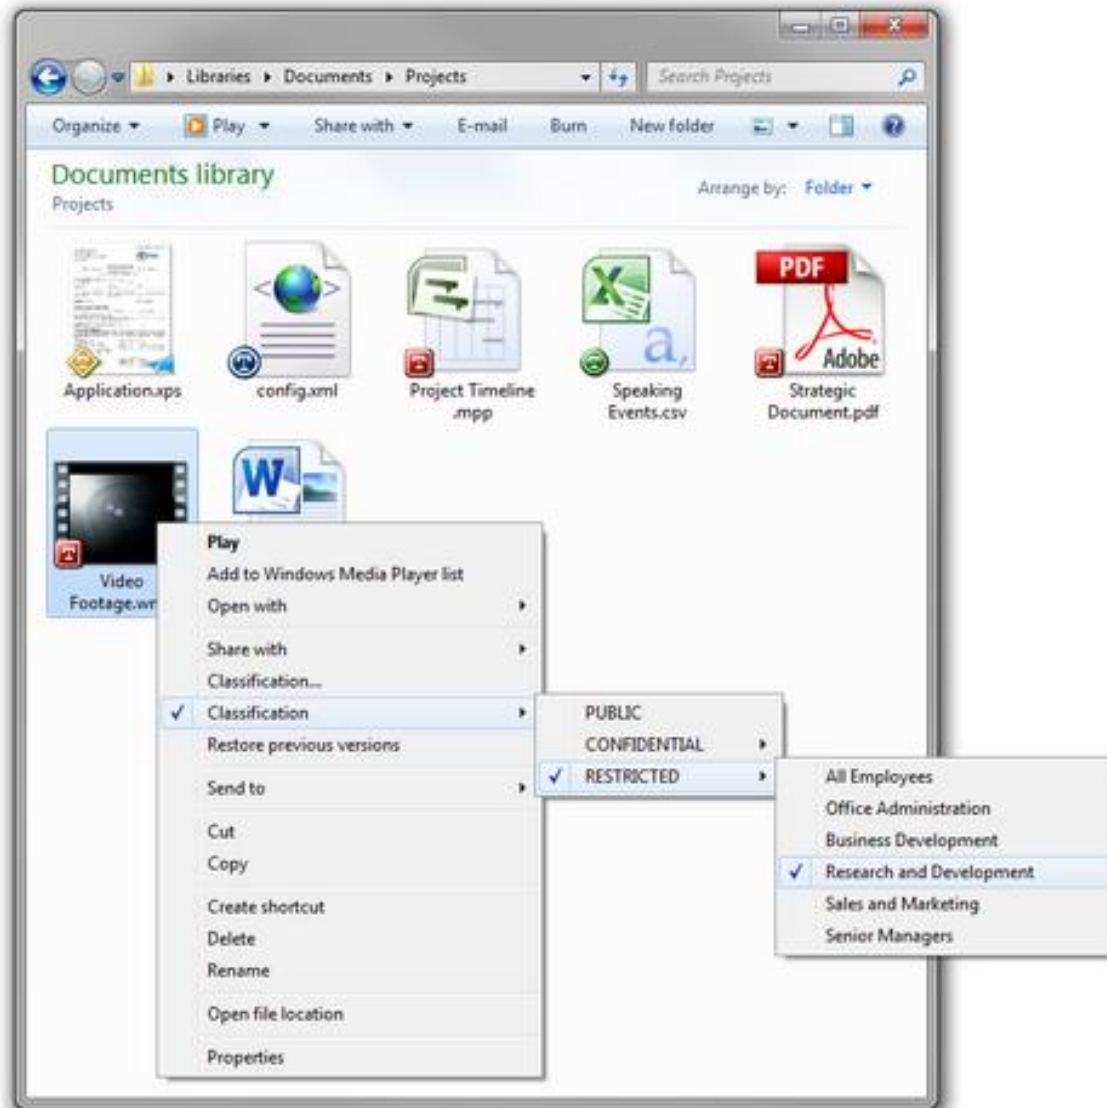 Libraries Documents Projects
Search Projects
Organize Play Share with E-mail Burn New folder
Documents library
Projects
Arrange by: Folder
<>
PDF
a,
Adobe
Application.xps
config.xml
Project Timeline
.mpp
Speaking
Events.csv
Strategic
Document.pdf
W
Video
Footage.wm
Play
Add to Windows Media Player list
Open with
Share with
Classification...
Classification
Restore previous versions
Send to
Cut
Copy
Create shortcut
Delete
Rename
Open file location
Properties
PUBLIC
CONFIDENTIAL
RESTRICTED
All Employees
Office Administration
Business Development
Research and Development
Sales and Marketing
Senior Managers